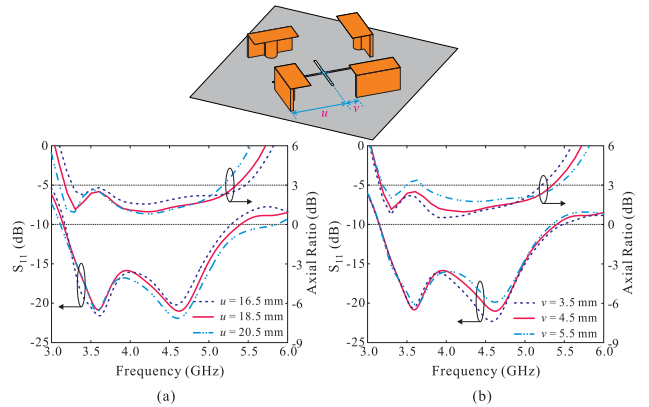 u
v
0
-5
-10
-15
-20
-25
S11 (dB)
6
3
0
-3
-6
-9
Axial Ratio (dB)
u = 16.5 mm
u = 18.5 mm
u = 20.5 mm
3.0 3.5 4.0 4.5 5.0 5.5 6.0
Frequency (GHz)
(a)
0
-5
-10
-15
-20
-25
S11 (dB)
6
3
0
-3
-6
-9
Axial Ratio (dB)
v = 3.5 mm
v = 4.5 mm
v = 5.5 mm
3.0 3.5 4.0 4.5 5.0 5.5 6.0
Frequency (GHz)
(b)